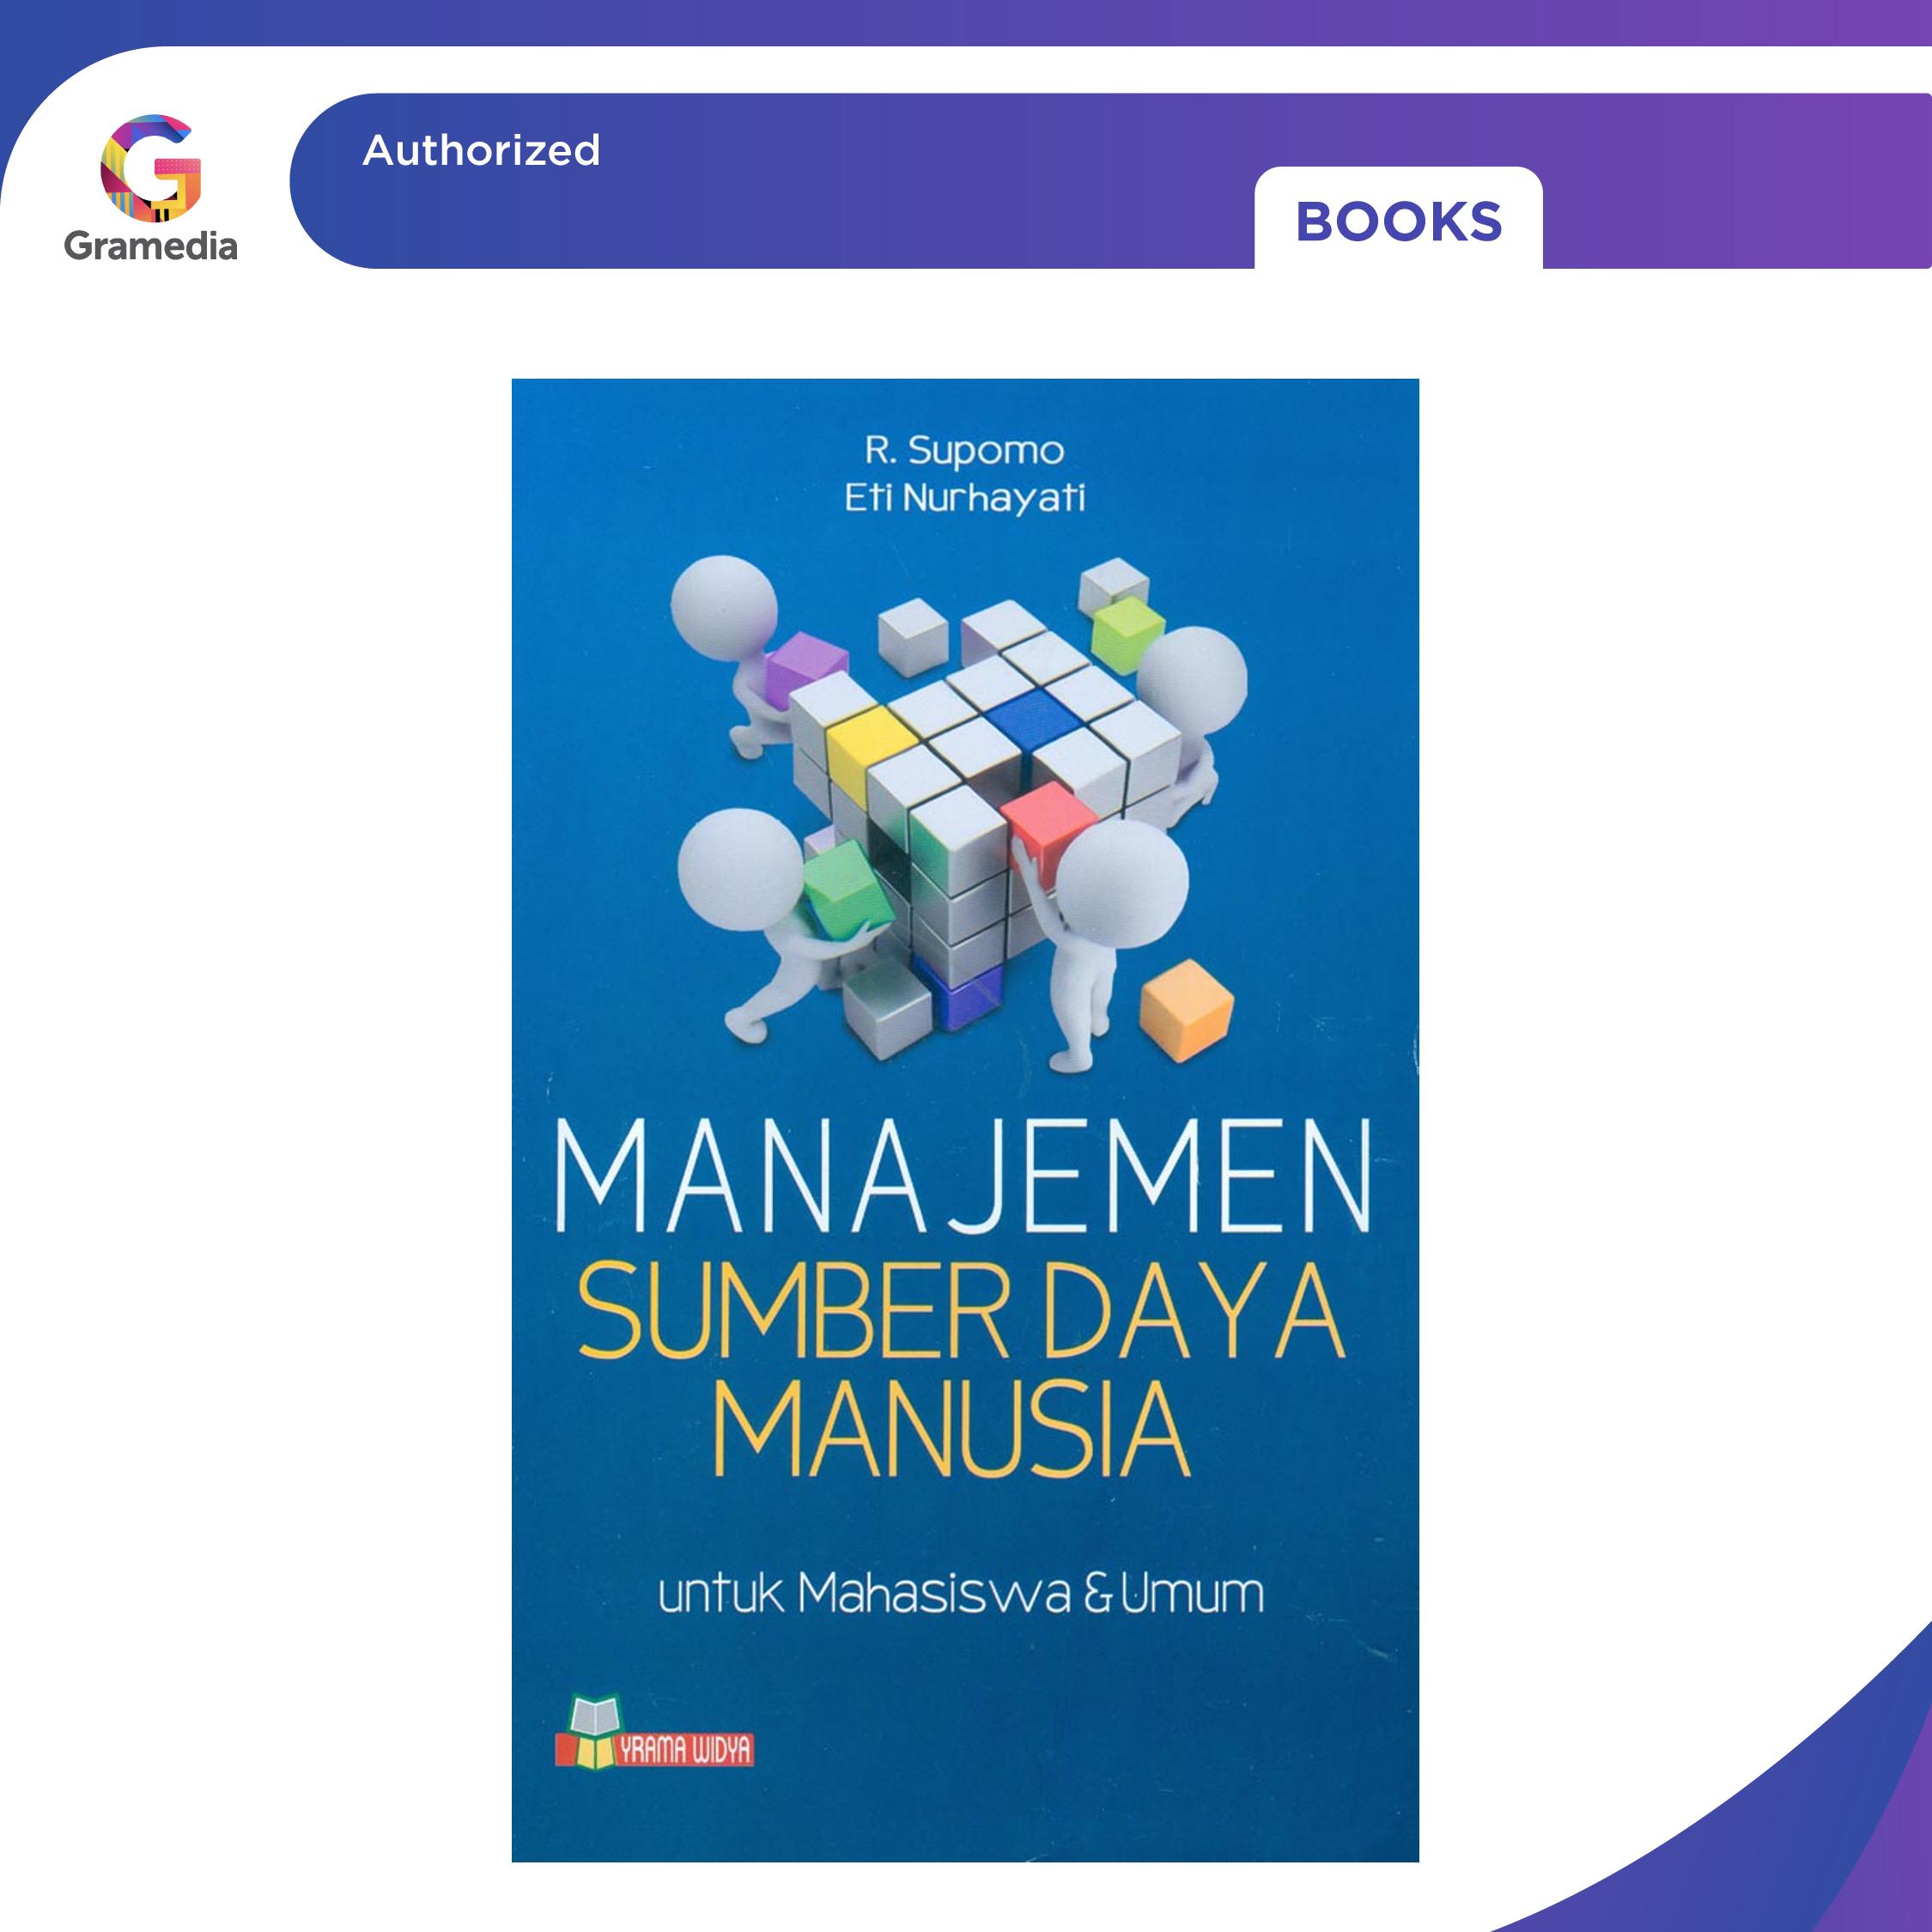 Gramedia
Authorized
BOOKS
R. Supomo
Eti Nurhayati
MANAJEMEN
SUMBER DAYA
MANUSIA
untuk Mahasiswa & Umum
YRAMA WIDYA